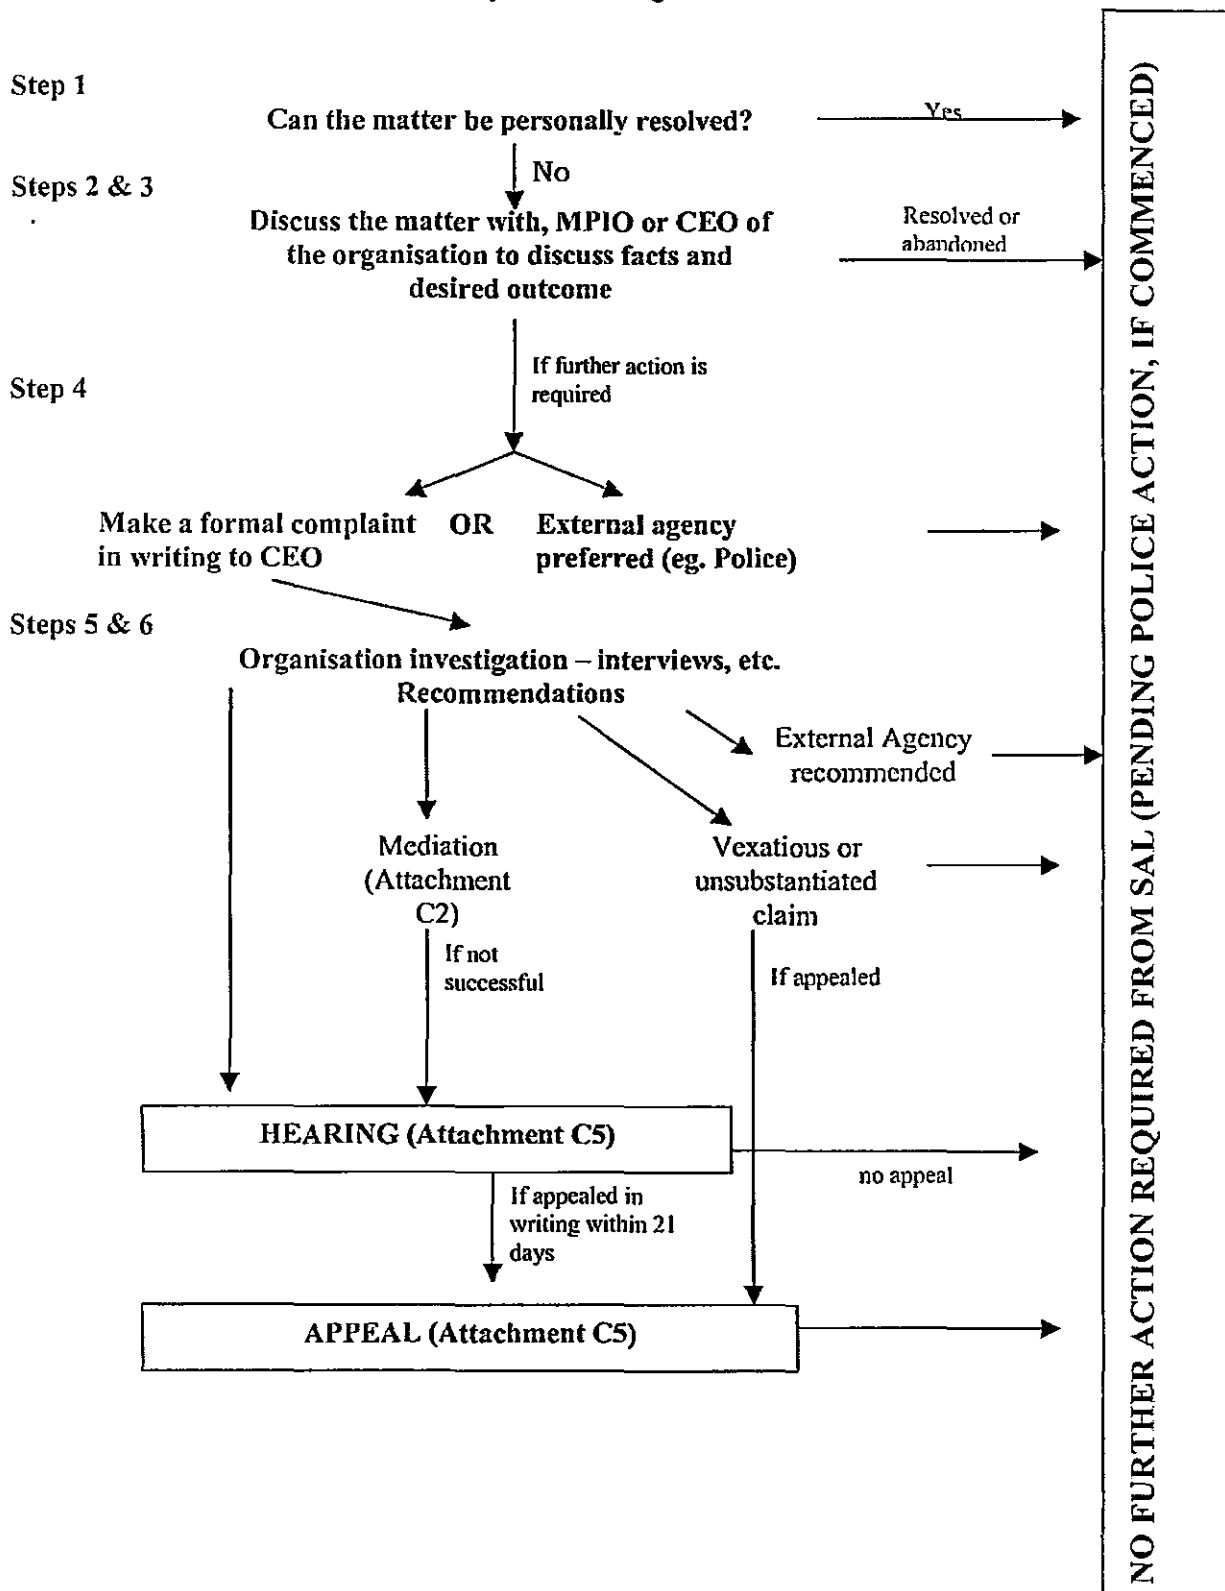 Step 1
Can the matter be personally resolved?
Yes
No
Steps 2 & 3
Discuss the matter with, MPIO or CEO of
the organisation to discuss facts and
desired outcome
Resolved or
abandoned
If further action is
required
Step 4
Make a formal complaint
in writing to CEO
OR
External agency
preferred (eg. Police)
Steps 5 & 6
Organisation investigation – interviews, etc.
Recommendations
External Agency
recommended
Mediation
(Attachment
C2)
Vexatious or
unsubstantiated
claim
If not
successful
If appealed
HEARING (Attachment C5)
no appeal
If appealed in
writing within 21
days
APPEAL (Attachment C5)
NO FURTHER ACTION REQUIRED FROM SAL (PENDING POLICE ACTION, IF COMMENCED)